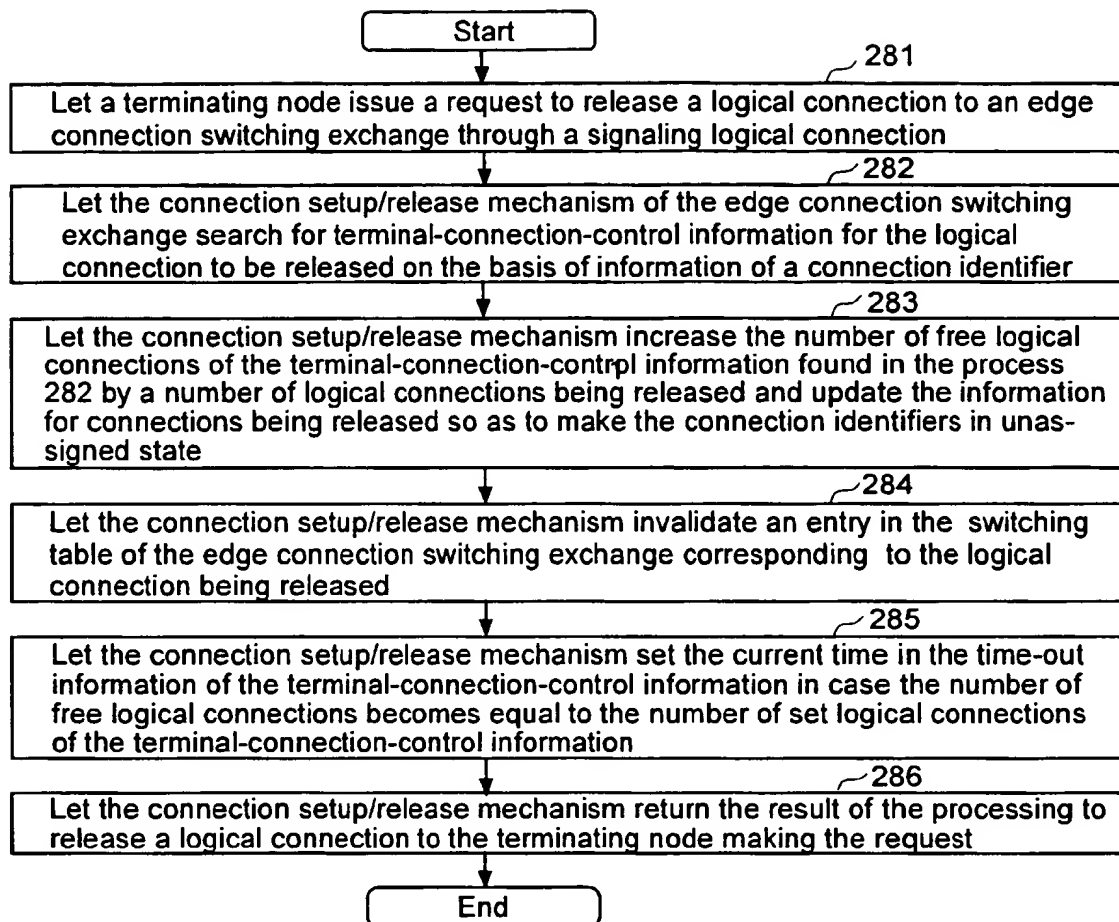 Start
281
Let a terminating node issue a request to release a logical connection to an edge
connection switching exchange through a signaling logical connection
282
Let the connection setup/release mechanism of the edge connection switching
exchange search for terminal-connection-control information for the logical
connection to be released on the basis of information of a connection identifier
283
Let the connection setup/release mechanism increase the number of free logical
connections of the terminal-connection-control information found in the process
282 by a number of logical connections being released and update the information
for connections being released so as to make the connection identifiers in unas-
signed state
284
Let the connection setup/release mechanism invalidate an entry in the switching
table of the edge connection switching exchange corresponding to the logical
connection being released
285
Let the connection setup/release mechanism set the current time in the time-out
information of the terminal-connection-control information in case the number of
free logical connections becomes equal to the number of set logical connections
of the terminal-connection-control information
286
Let the connection setup/release mechanism return the result of the processing to
release a logical connection to the terminating node making the request
End